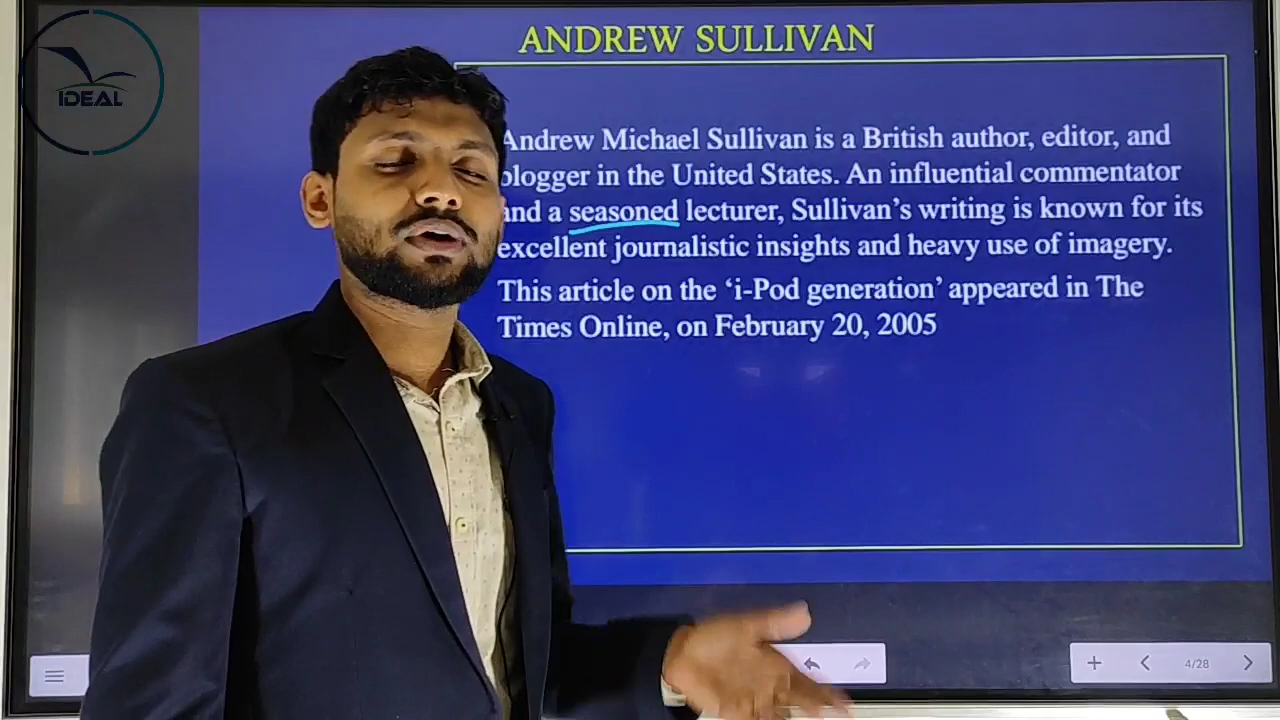 IDEAL
ANDREW SULLIVAN
Andrew Michael Sullivan is a British author, editor, and
blogger in the United States. An influential commentator
and a seasoned lecturer, Sullivan's writing is known for its
excellent journalistic insights and heavy use of imagery.
This article on the ‘i-Pod generation’ appeared in The
Times Online, on February 20, 2005
4/28